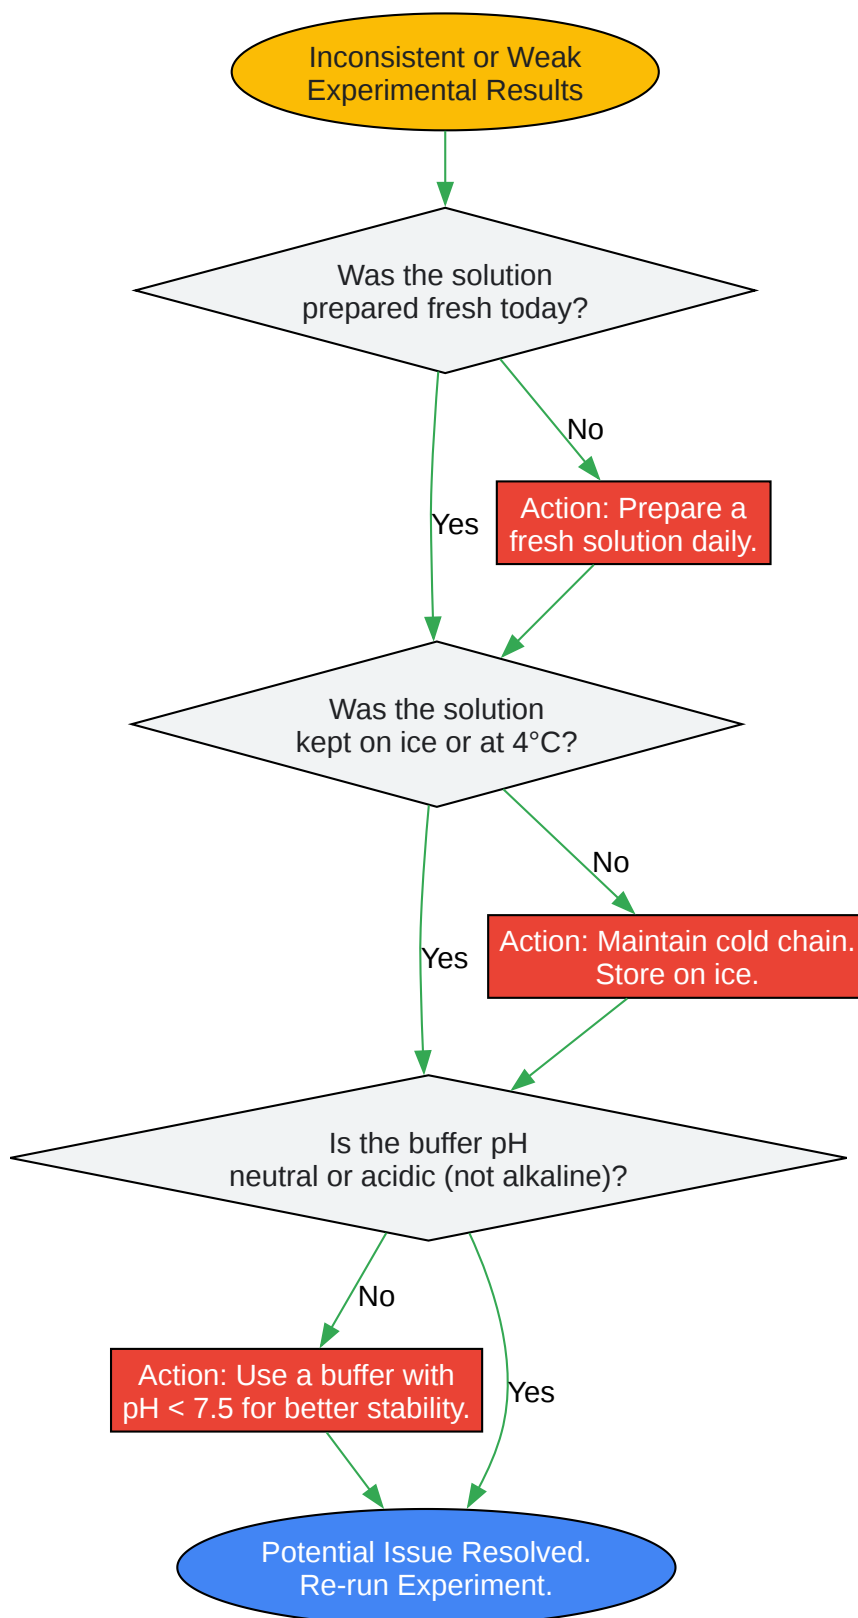 Inconsistent or Weak
Experimental Results
Was the solution
prepared fresh today?
No
Action: Prepare a
fresh solution daily.
Yes
Was the solution
kept on ice or at 4°C?
No
Action: Maintain cold chain.
Store on ice.
Yes
Is the buffer pH
neutral or acidic (not alkaline)?
No
Action: Use a buffer with
pH < 7.5 for better stability.
Yes
Potential Issue Resolved.
Re-run Experiment.